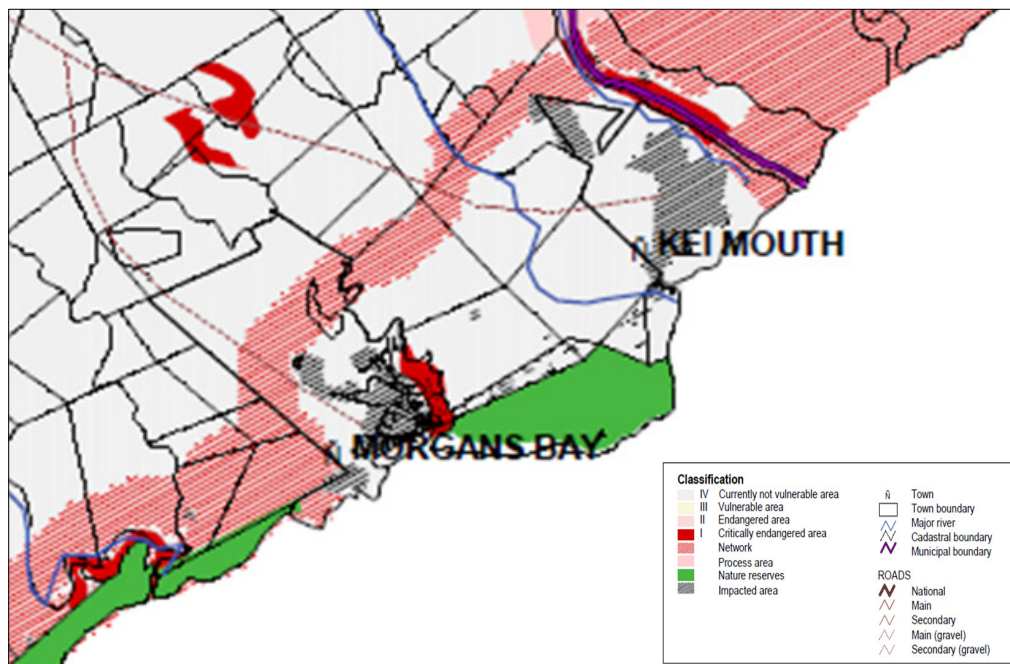 KEI MOUTH
MORGANS BAY
Classification
IV Currently not vulnerable area
III Vulnerable area
II Endangered area
I Critically endangered area
Network
Process area
Nature reserves
Impacted area
Ñ Town
Town boundary
Major river
Cadastral boundary
Municipal boundary
ROADS
National
Main
Secondary
Main (gravel)
Secondary (gravel)